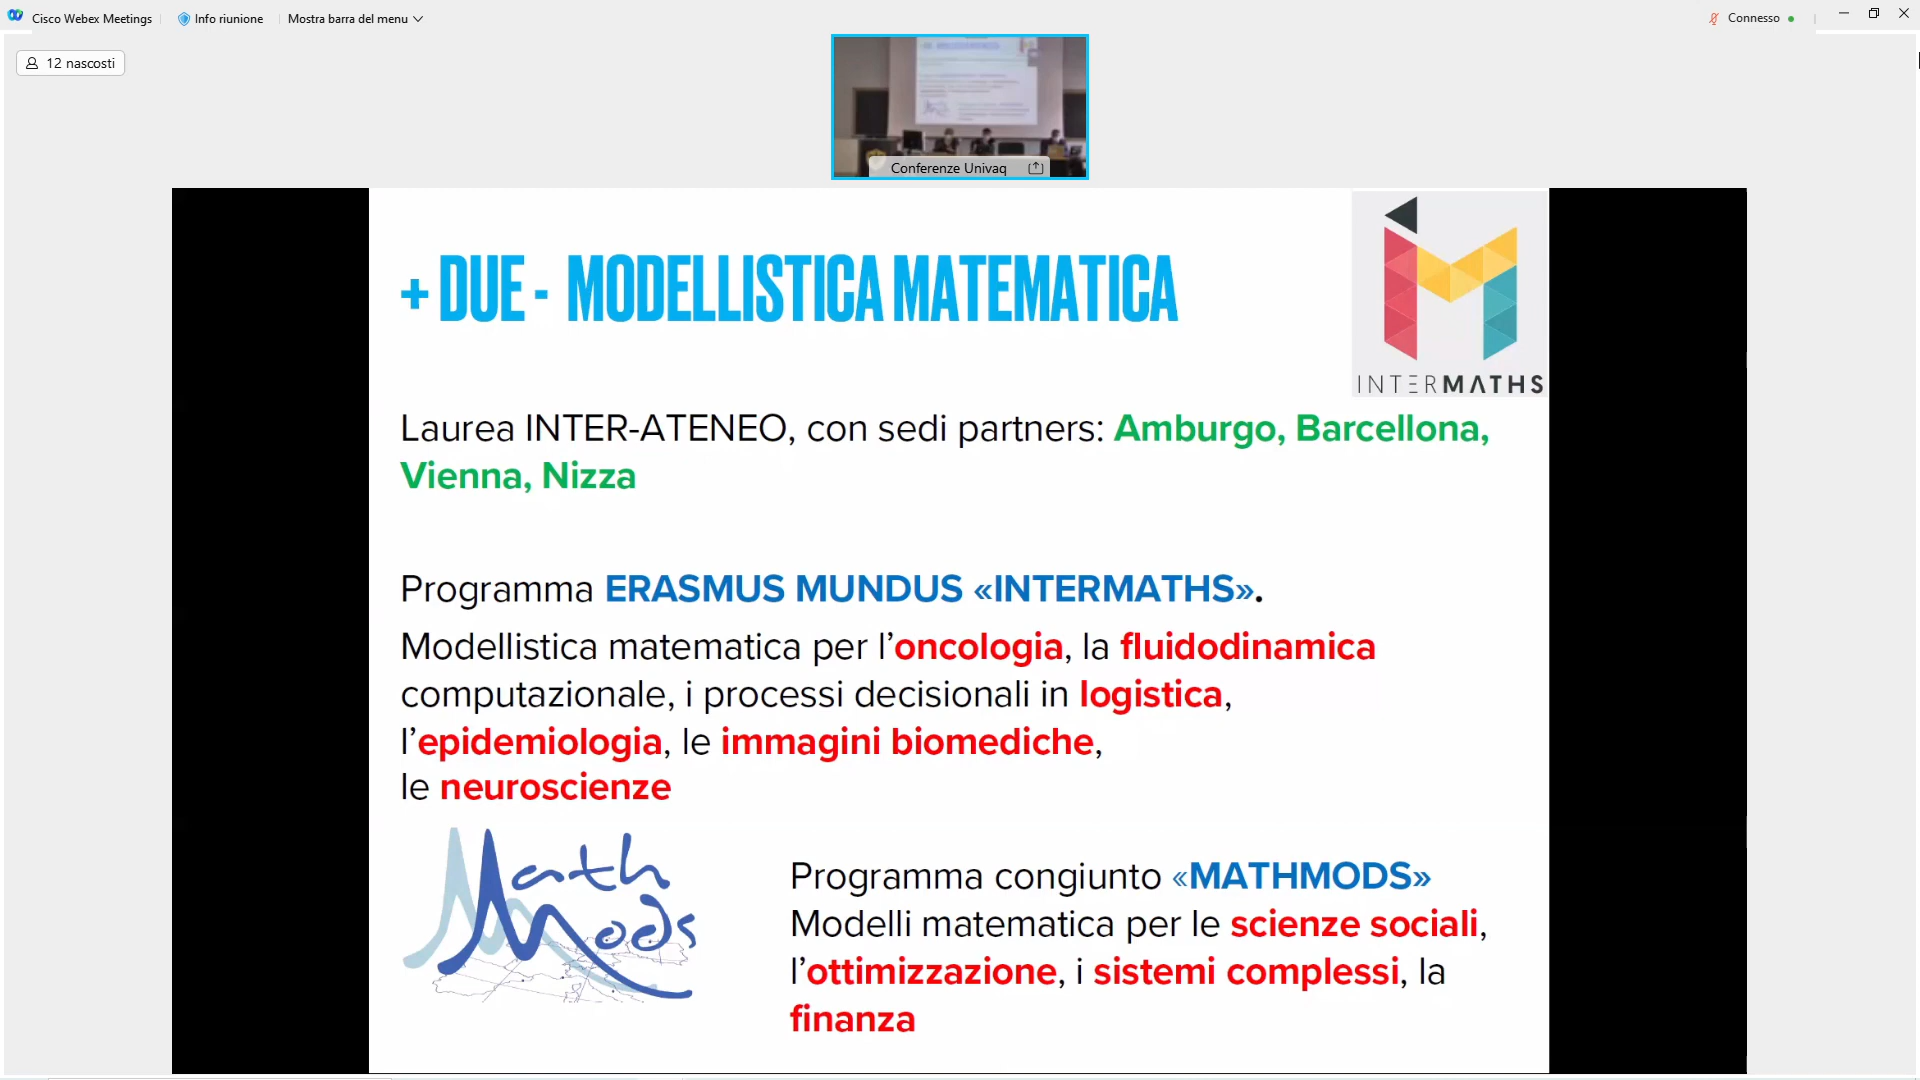 Cisco Webex Meetings
Info riunione
Mostra barra del menu
Connesso
12 nascosti
Conferenze Univaq
+ DUE - MODELLISTICA MATEMATICA
INTERMATHS
Laurea INTER-ATENEO, con sedi partners: Amburgo, Barcellona,
Vienna, Nizza
Programma ERASMUS MUNDUS «INTERMATHS».
Modellistica matematica per l’oncologia, la fluidodinamica
computazionale, i processi decisionali in logistica,
l’epidemiologia, le immagini biomediche,
le neuroscienze
Math
Mods
Programma congiunto «MATHMODS»
Modelli matematica per le scienze sociali,
l’ottimizzazione, i sistemi complessi, la
finanza